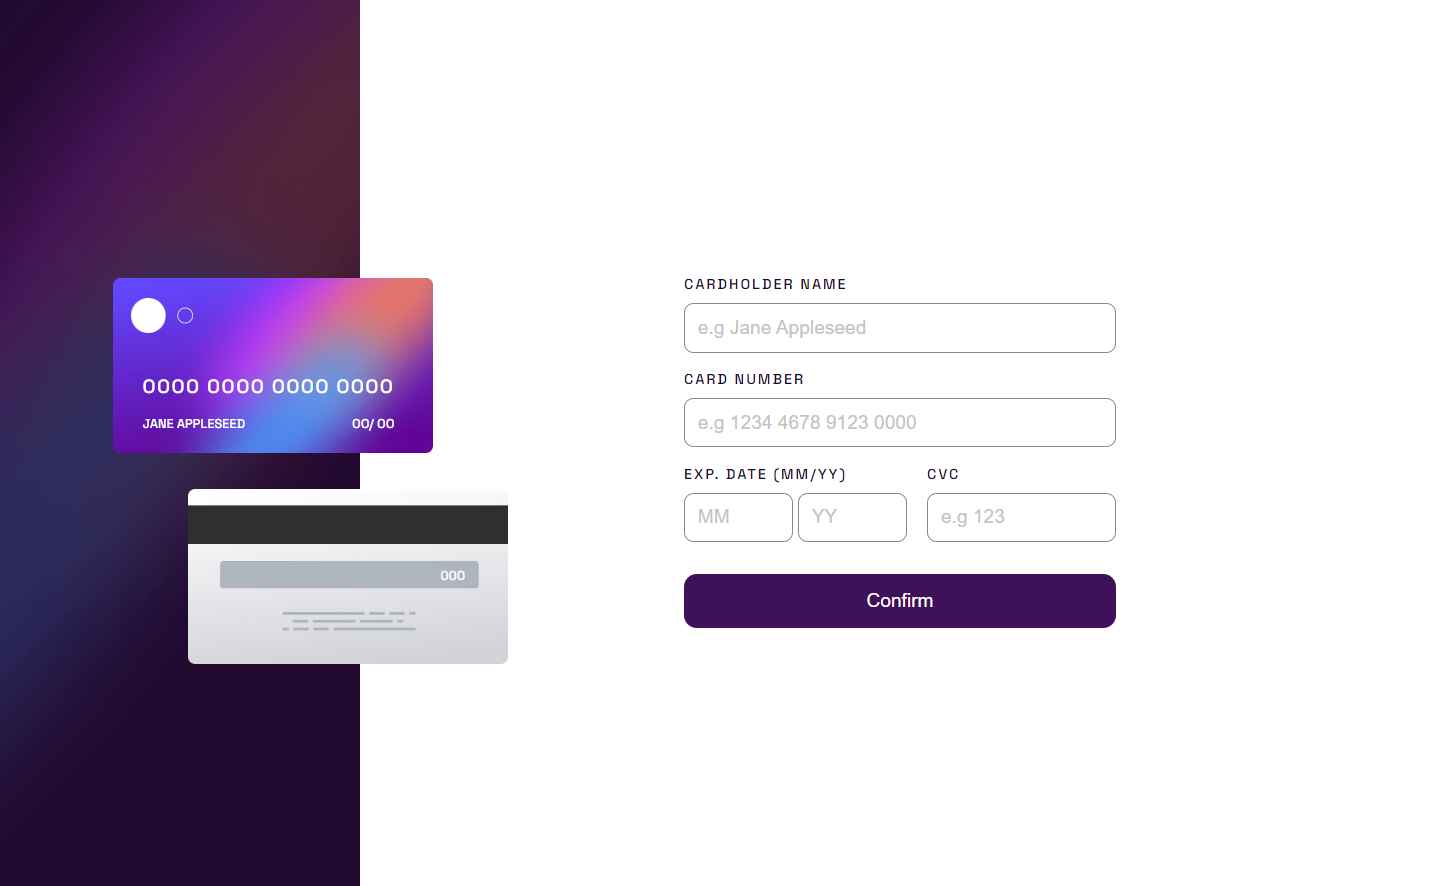 0000 0000 0000 0000
JANE APPLESEED 00/ 00
000
CARDHOLDER NAME
e.g Jane Appleseed
CARD NUMBER
e.g 1234 4678 9123 0000
EXP. DATE (MM/YY) CVC
MM YY e.g 123
Confirm